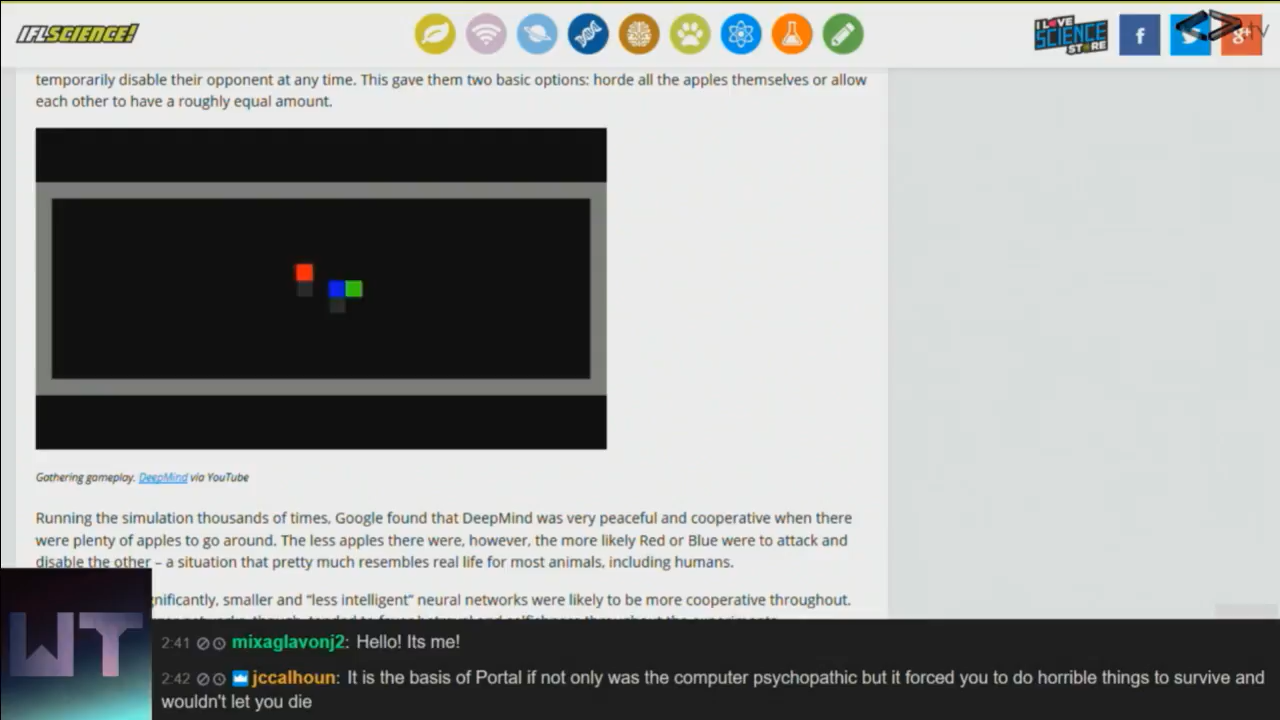 IFLSCIENCE!
I LOVE
SCIENCE
STORE
f
g+
tv
temporarily disable their opponent at any time. This gave them two basic options: horde all the apples themselves or allow
each other to have a roughly equal amount.
Gathering gameplay. DeepMind via YouTube
Running the simulation thousands of times, Google found that DeepMind was very peaceful and cooperative when there
were plenty of apples to go around. The less apples there were, however, the more likely Red or Blue were to attack and
disable the other – a situation that pretty much resembles real life for most animals, including humans.
smaller and "less intelligent" neural networks were likely to be more cooperative throughout.
WT
2:41 mixaglavonj2: Hello! Its me!
2:42 jccalhoun: It is the basis of Portal if not only was the computer psychopathic but it forced you to do horrible things to survive and
wouldn't let you die